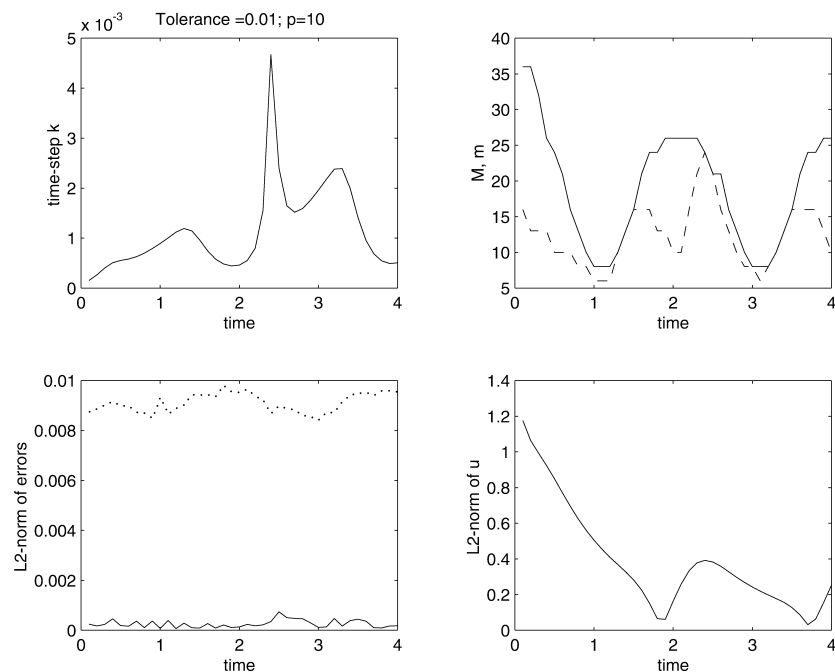 x 10-3 Tolerance =0.01; p=10
5
4
3
2
1
0
time-step k
0 1 2 3 4
time
40
35
30
25
20
15
10
5
M, m
0 1 2 3 4
time
0.01
0.008
0.006
0.004
0.002
0
L2-norm of errors
0 1 2 3 4
time
1.4
1.2
1
0.8
0.6
0.4
0.2
0
L2-norm of u
0 1 2 3 4
time